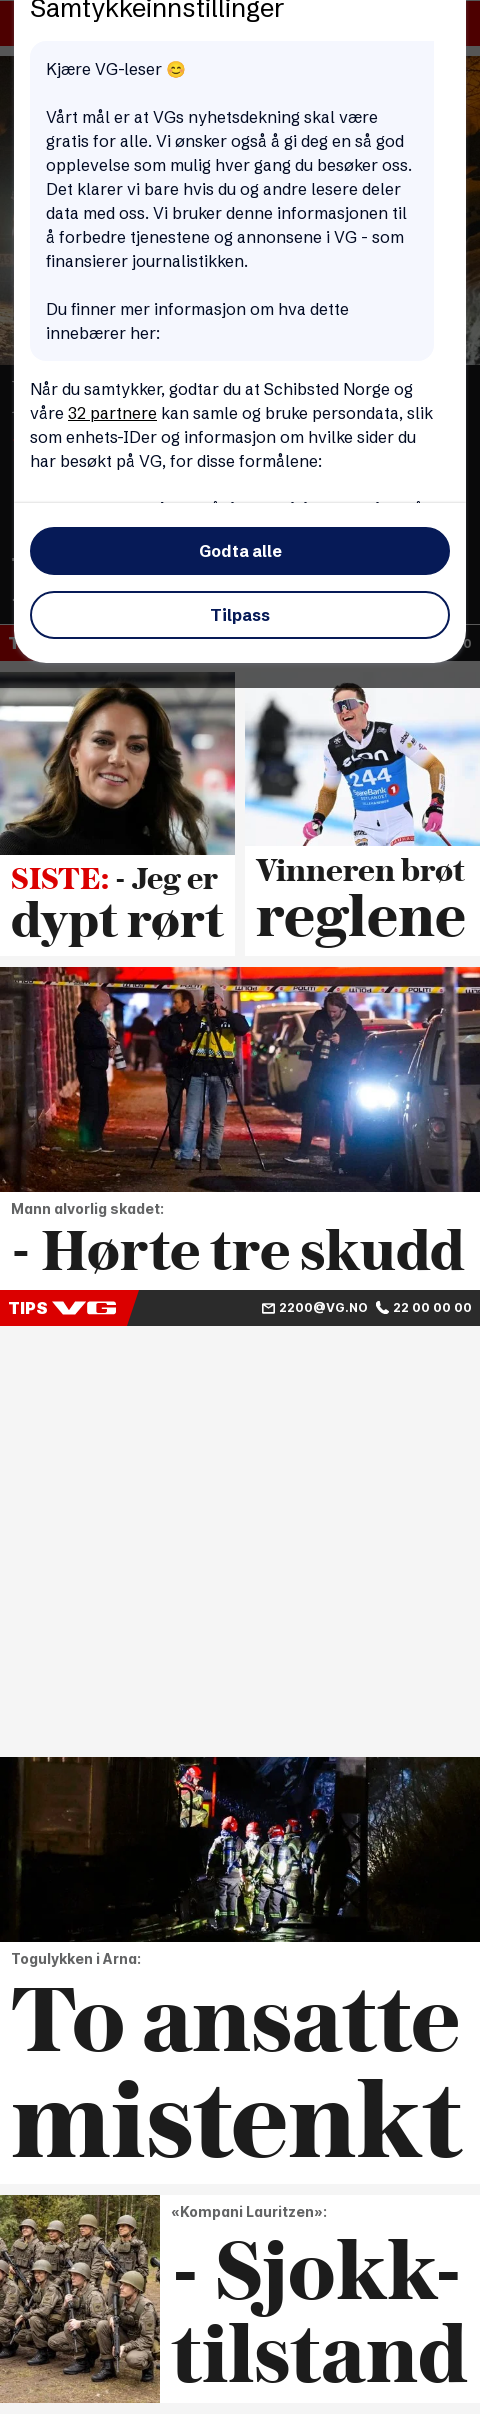 Samtykkeinnstillinger
Kjære VG-leser 😊
Vårt mål er at VGs nyhetsdekning skal være
gratis for alle. Vi ønsker også å gi deg en så god
opplevelse som mulig hver gang du besøker oss.
Det klarer vi bare hvis du og andre lesere deler
data med oss. Vi bruker denne informasjonen til
å forbedre tjenestene og annonsene i VG - som
finansierer journalistikken.
Du finner mer informasjon om hva dette
innebærer her:
Når du samtykker, godtar du at Schibsted Norge og
våre 32 partnere kan samle og bruke persondata, slik
som enhets-IDer og informasjon om hvilke sider du
har besøkt på VG, for disse formålene:
Godta alle
Tilpass
244
SISTE: - Jeg er
dypt rørt
Vinneren brøt
reglene
POLITI
POLITI
Mann alvorlig skadet:
- Hørte tre skudd
TIPS VG 2200@VG.NO 22 00 00 00
Togulykken i Arna:
To ansatte
mistenkt
«Kompani Lauritzen»:
- Sjokk-
tilstand